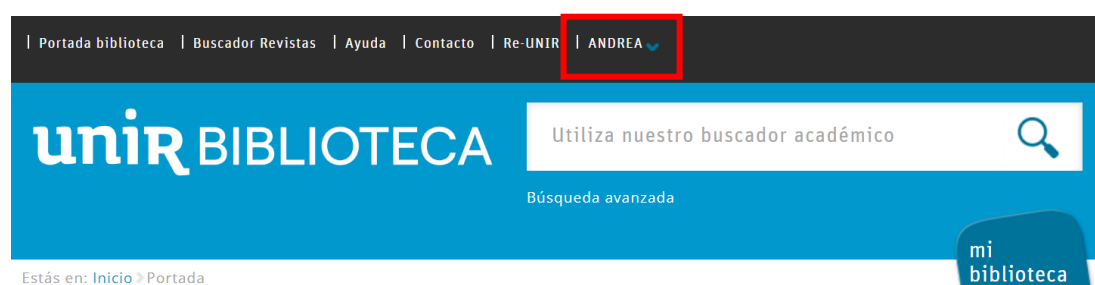 Portada biblioteca | Buscador Revistas | Ayuda | Contacto | Re-UNIR | ANDREA
unir BIBLIOTECA
Utiliza nuestro buscador académico
Búsqueda avanzada
mi
biblioteca
Estás en: Inicio > Portada